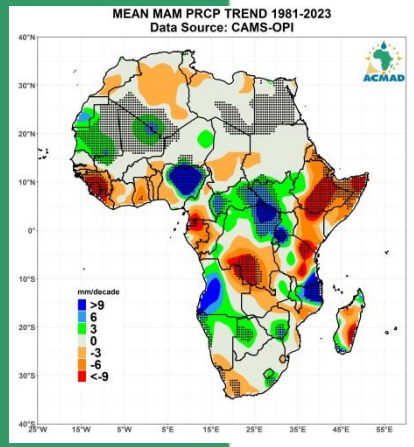 MEAN MAM PRCP TREND 1981-2023
Data Source: CAMS-OPI
ACMAD
40°N
30°N
20°N
10°N
0°
10°S
20°S
30°S
40°S
mm/decade
>9
6
3
0
-3
-6
<-9
25°W
15°W
5°W
5°E
15°E
25°E
35°E
45°E
55°E